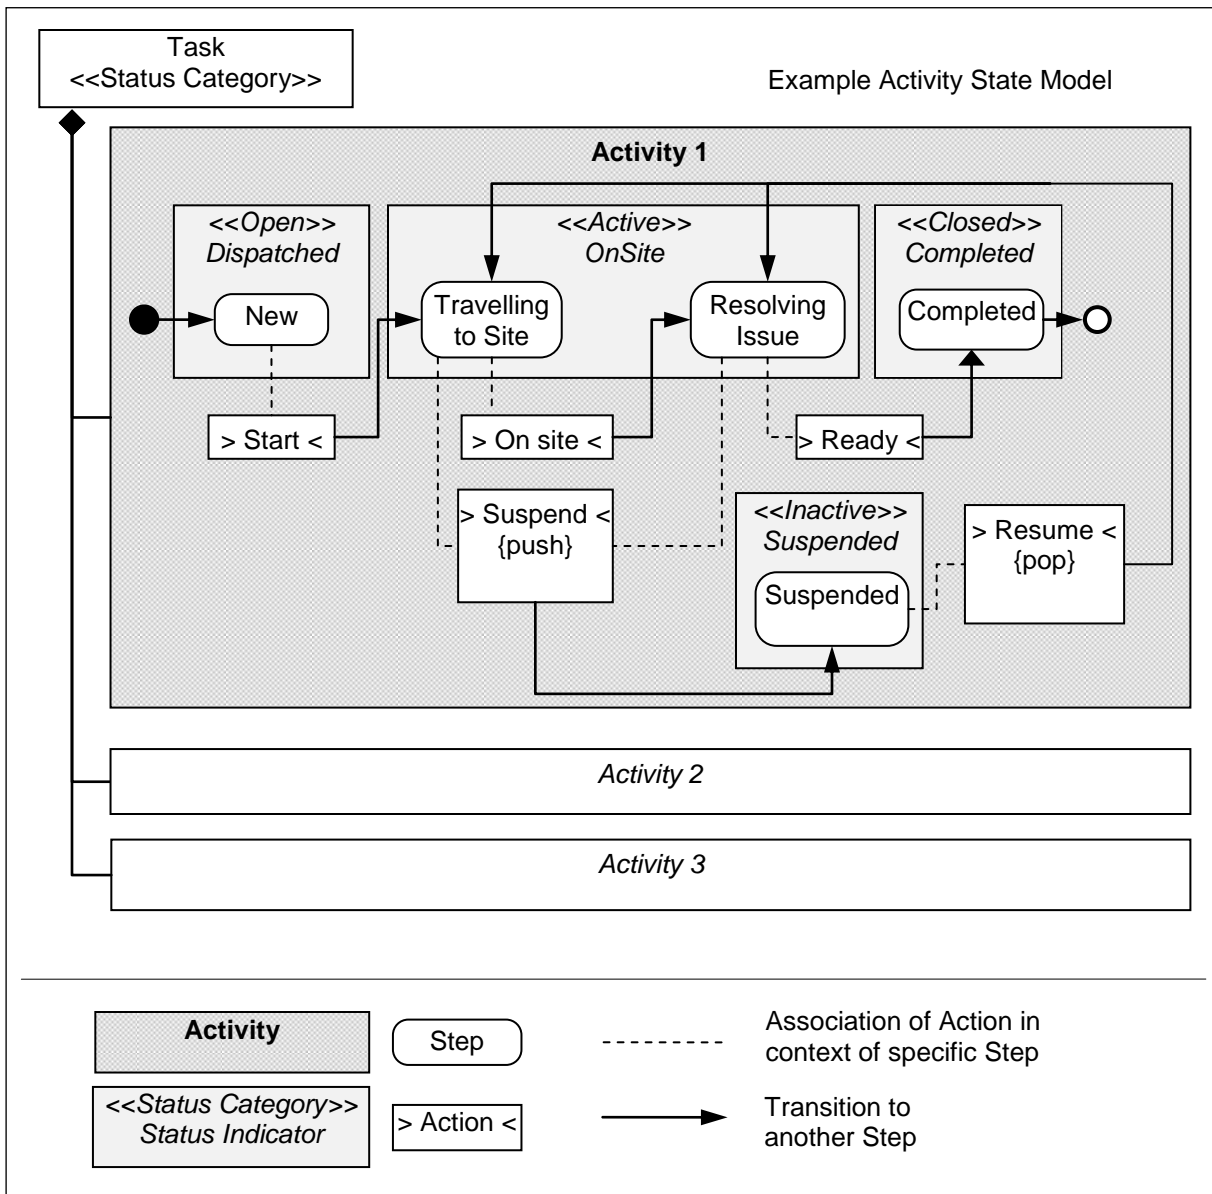 Task
<<Status Category>>
Example Activity State Model
Activity 1
<<Open>>
Dispatched
<<Active>>
OnSite
<<Closed>>
Completed
New
Travelling
to Site
Resolving
Issue
Completed
> Start <
> On site <
> Ready <
> Suspend <
{push}
<<Inactive>>
Suspended
Suspended
> Resume <
{pop}
Activity 2
Activity 3
Activity
Step
Association of Action in
context of specific Step
<<Status Category>>
Status Indicator
> Action <
Transition to
another Step